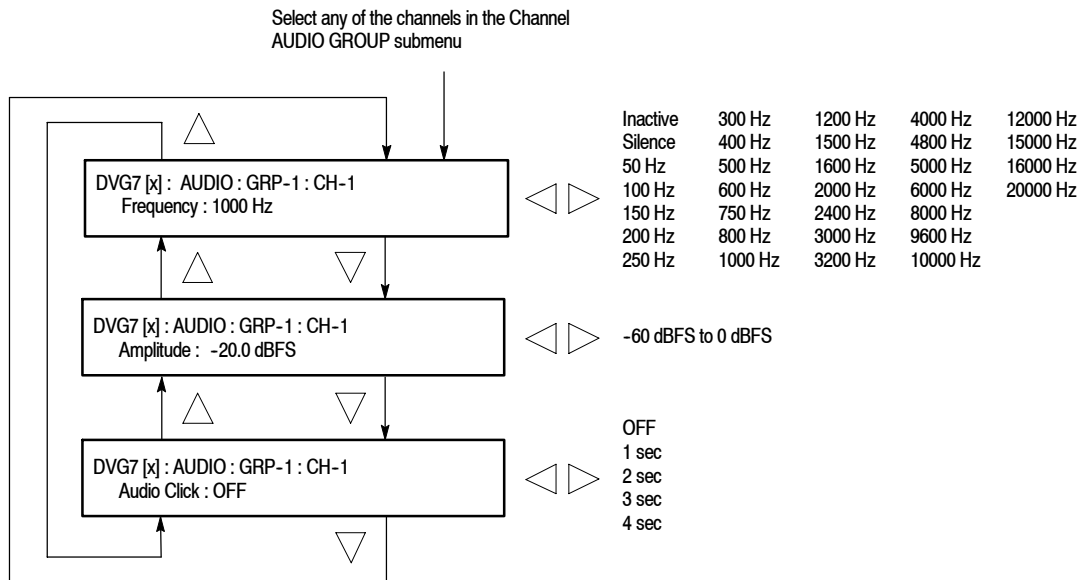 Select any of the channels in the Channel
AUDIO GROUP submenu
DVG7 [x] : AUDIO : GRP-1 : CH-1
Frequency : 1000 Hz
Inactive 300 Hz 1200 Hz 4000 Hz 12000 Hz
Silence 400 Hz 1500 Hz 4800 Hz 15000 Hz
50 Hz 500 Hz 1600 Hz 5000 Hz 16000 Hz
100 Hz 600 Hz 2000 Hz 6000 Hz 20000 Hz
150 Hz 750 Hz 2400 Hz 8000 Hz
200 Hz 800 Hz 3000 Hz 9600 Hz
250 Hz 1000 Hz 3200 Hz 10000 Hz
DVG7 [x] : AUDIO : GRP-1 : CH-1
Amplitude : -20.0 dBFS
-60 dBFS to 0 dBFS
DVG7 [x] : AUDIO : GRP-1 : CH-1
Audio Click : OFF
OFF
1 sec
2 sec
3 sec
4 sec